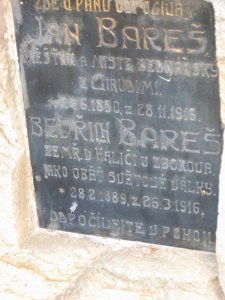 ZDE V PÁNU ODPOČÍVÁ
JAN BAREŠ,
MĚŠŤAN A MISTR ZEDNICKÝ
V CHRUDIMI.
6. 1850, z. 28.11.1915.
BEDŘICH BAREŠ
ZEMŘ. V HALIČI U ZBOROVA
JAKO OBĚŤ SVĚTOVÉ VÁLKY,
* 28.2.1889, z. 26.3.1916,
ODPOČÍVEJTE V POKOJI